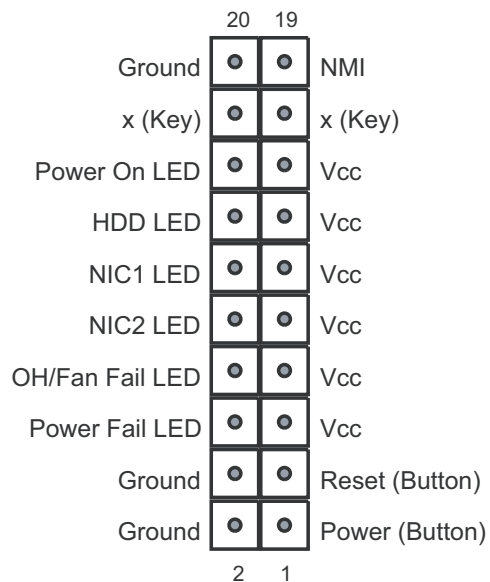 20 19
Ground NMI
x (Key) x (Key)
Power On LED Vcc
HDD LED Vcc
NIC1 LED Vcc
NIC2 LED Vcc
OH/Fan Fail LED Vcc
Power Fail LED Vcc
Ground Reset (Button)
Ground Power (Button)
2 1